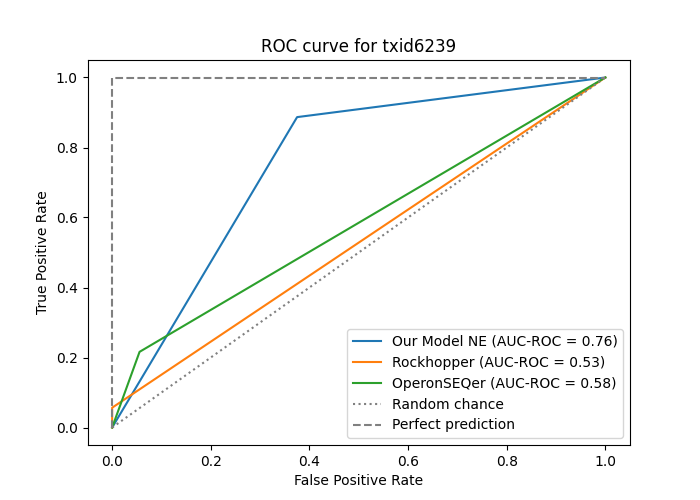 ROC curve for txid6239
True Positive Rate
1.0
0.8
0.6
0.4
0.2
0.0
Our Model NE (AUC-ROC = 0.76)
Rockhopper (AUC-ROC = 0.53)
OperonSEQer (AUC-ROC = 0.58)
Random chance
Perfect prediction
0.0 0.2 0.4 0.6 0.8 1.0
False Positive Rate